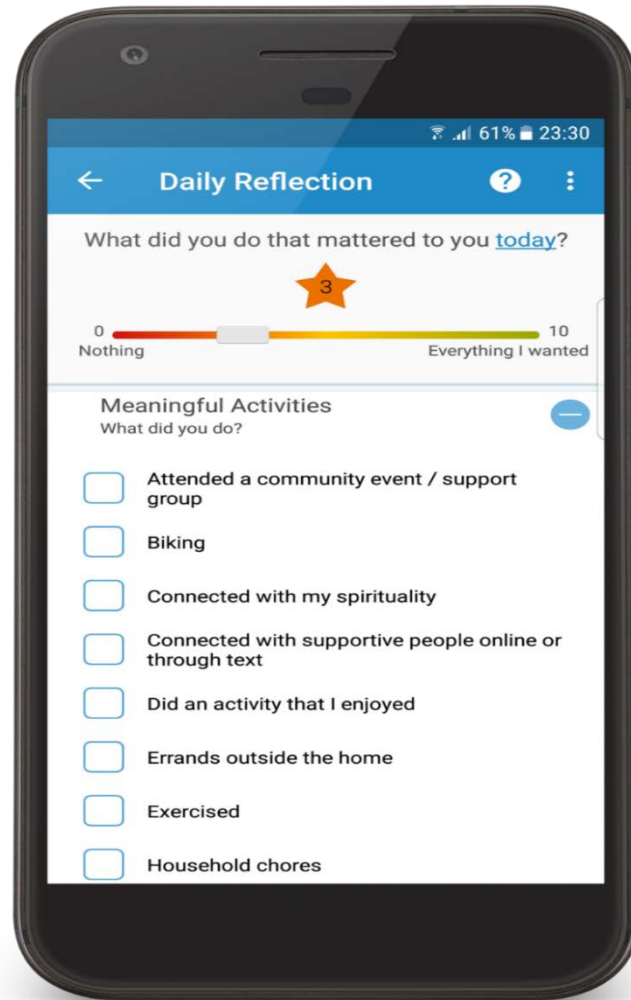 61% 23:30
Daily Reflection ?
What did you do that mattered to you today?
3
0 10
Nothing Everything I wanted
Meaningful Activities
What did you do?
Attended a community event / support
group
Biking
Connected with my spirituality
Connected with supportive people online or
through text
Did an activity that I enjoyed
Errands outside the home
Exercised
Household chores